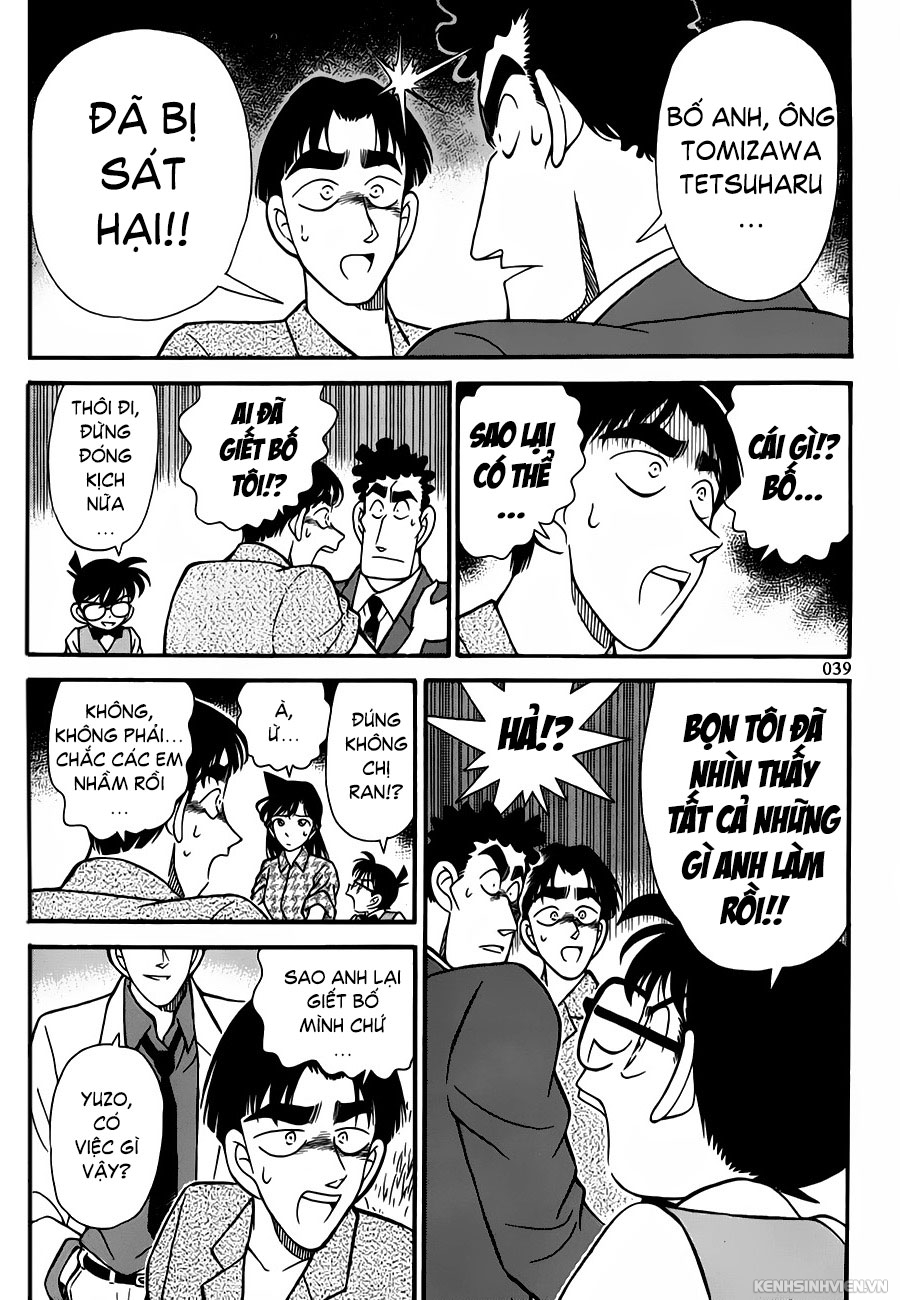 BỐ ANH, ÔNG
TOMIZAWA
TETSUHARU
...
ĐÃ BỊ
SÁT
HẠI!!
CÁI GÌ!?
BỐ...
SAO LẠI
CÓ THỂ
...
AI ĐÃ
GIẾT BỐ
TÔI!?
THÔI ĐI,
ĐỪNG
ĐÓNG
KỊCH
NỮA
...
039
BỌN TÔI ĐÃ
NHÌN THẤY
TẤT CẢ NHỮNG
GÌ ANH LÀM
RỒI!!
HẢ!?
ĐÚNG
KHÔNG
CHỊ
RAN!?
À,
Ừ...
KHÔNG,
KHÔNG PHẢI...
CHẮC CÁC EM
NHẦM RỒI
...
SAO ANH LẠI
GIẾT BỐ
MÌNH CHỨ
...
YUZO,
CÓ
VIỆC GÌ
VẬY?
KENHSINHVIEN.VN